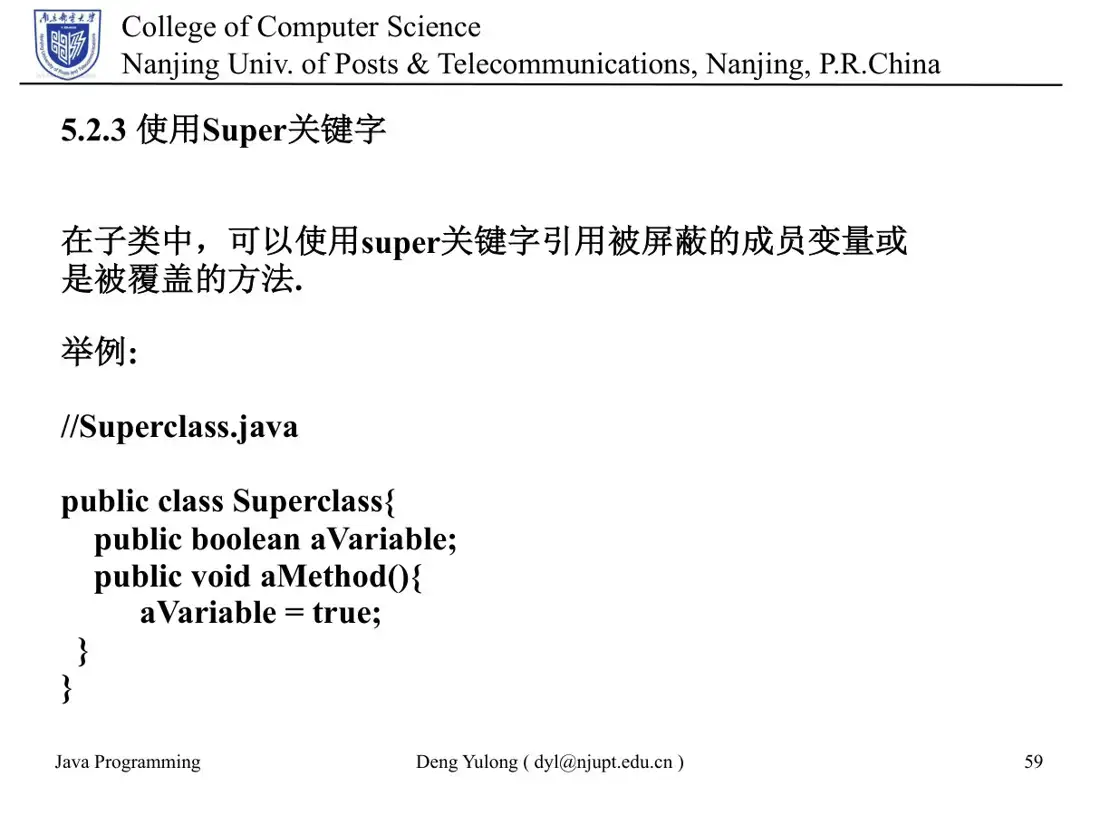 College of Computer Science
Nanjing Univ. of Posts & Telecommunications, Nanjing, P.R.China
5.2.3 使用Super关键字
在子类中，可以使用super关键字引用被屏蔽的成员变量或
是被覆盖的方法.
举例:
//Superclass.java
public class Superclass{
public boolean aVariable;
public void aMethod(){
aVariable = true;
}
}
Java Programming
Deng Yulong ( dyl@njupt.edu.cn )
59